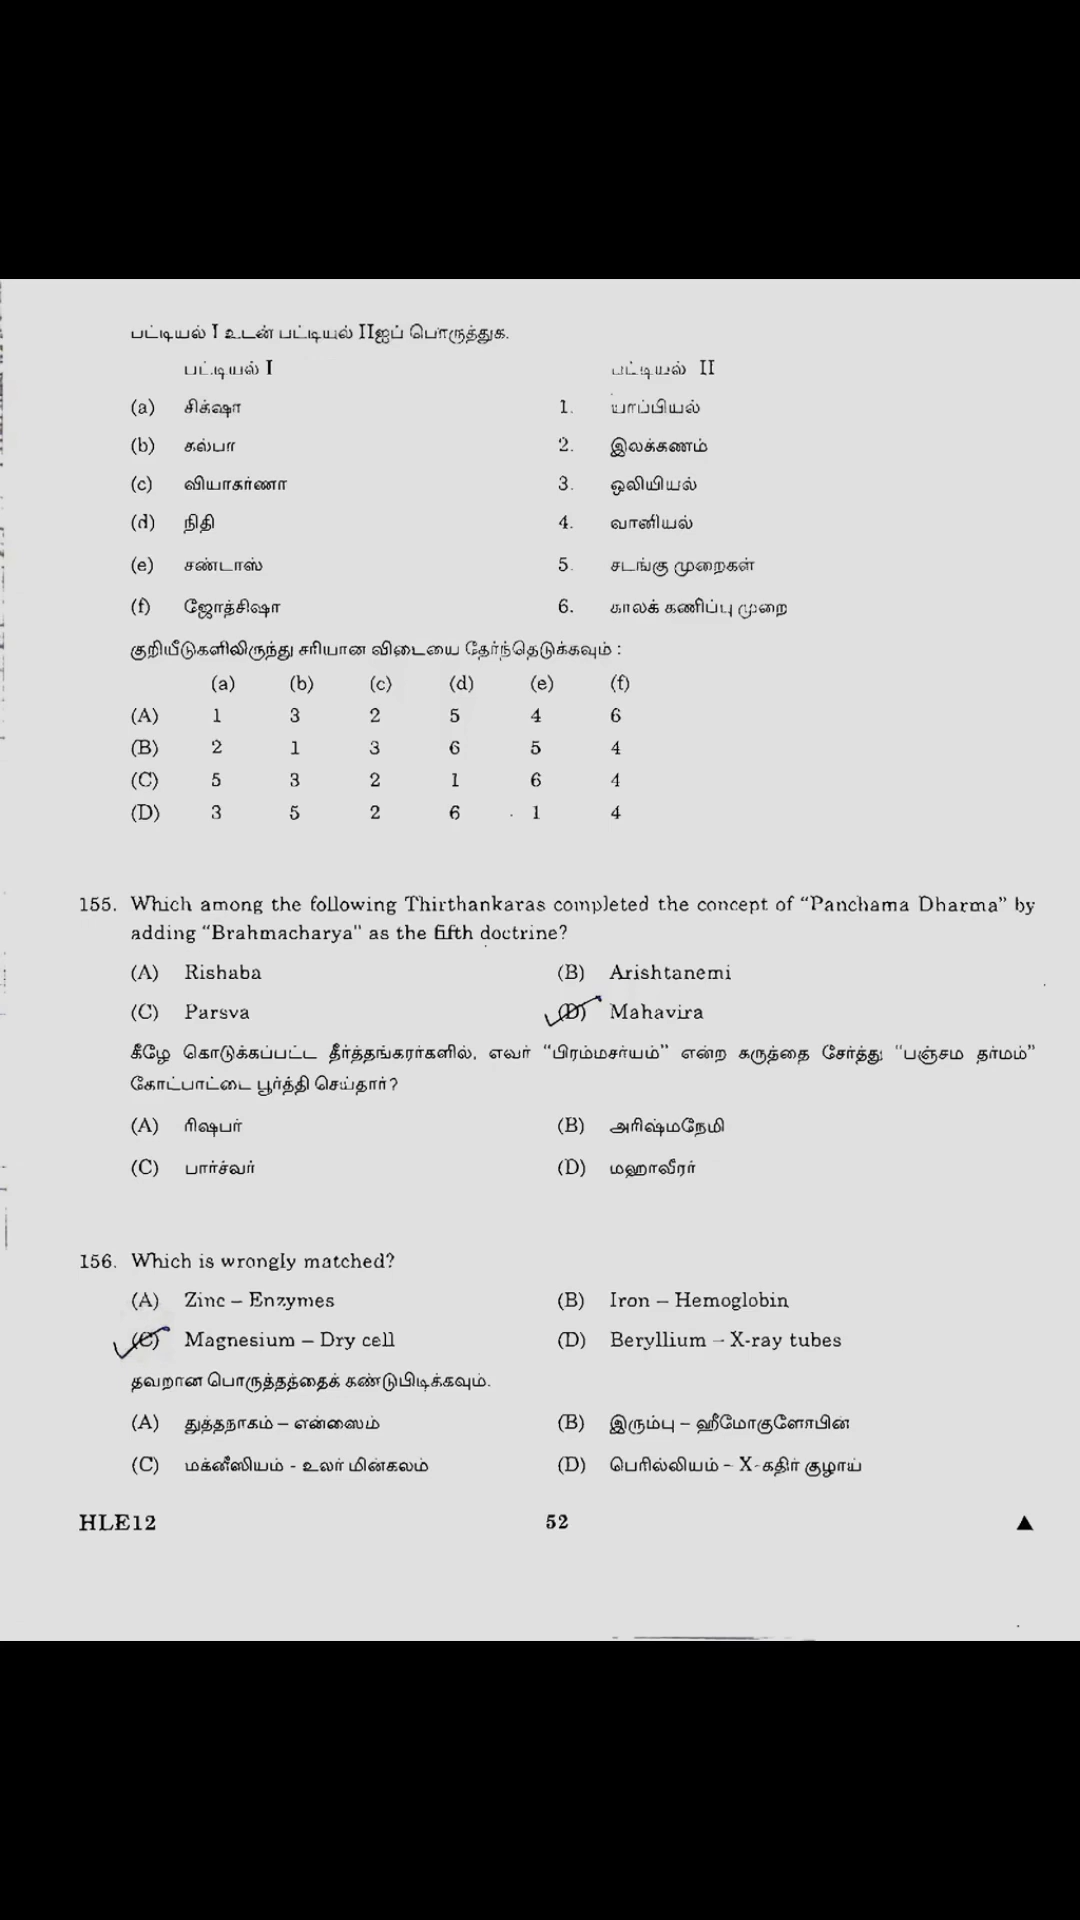 பட்டியல் I உடன் பட்டியல் IIஐப் பொருத்துக.
பட்டியல் I பட்டியல் II
(a) சிக்ஷா 1. யாப்பியல்
(b) கல்பா 2. இலக்கணம்
(c) வியாகர்ணா 3. ஒலியியல்
(d) நிதி 4. வானியல்
(e) சண்டாஸ் 5. சடங்கு முறைகள்
(f) ஜோத்சிஷா 6. காலக் கணிப்பு முறை
குறியீடுகளிலிருந்து சரியான விடையை தேர்ந்தெடுக்கவும் :
(a) (b) (c) (d) (e) (f)
(A) 1 3 2 5 4 6
(B) 2 1 3 6 5 4
(C) 5 3 2 1 6 4
(D) 3 5 2 6 1 4
155. Which among the following Thirthankaras completed the concept of “Panchama Dharma” by
adding “Brahmacharya” as the fifth doctrine?
(A) Rishaba (B) Arishtanemi
(C) Parsva (D) Mahavira
கீழே கொடுக்கப்பட்ட தீர்த்தங்கரர்களில், எவர் “பிரம்மசர்யம்” என்ற கருத்தை சேர்த்து “பஞ்சம தர்மம்”
கோட்பாட்டை பூர்த்தி செய்தார்?
(A) ரிஷபர் (B) அரிஷ்மநேமி
(C) பார்ச்வர் (D) மஹாவீரர்
156. Which is wrongly matched?
(A) Zinc – Enzymes (B) Iron – Hemoglobin
(C) Magnesium – Dry cell (D) Beryllium – X-ray tubes
தவறான பொருத்தத்தைக் கண்டுபிடிக்கவும்.
(A) துத்தநாகம் – என்ஸைம் (B) இரும்பு – ஹீமோகுளோபின்
(C) மக்னீஸியம் - உலர் மின்கலம் (D) பெரில்லியம் – X-கதிர் குழாய்
HLE12 52 ▲